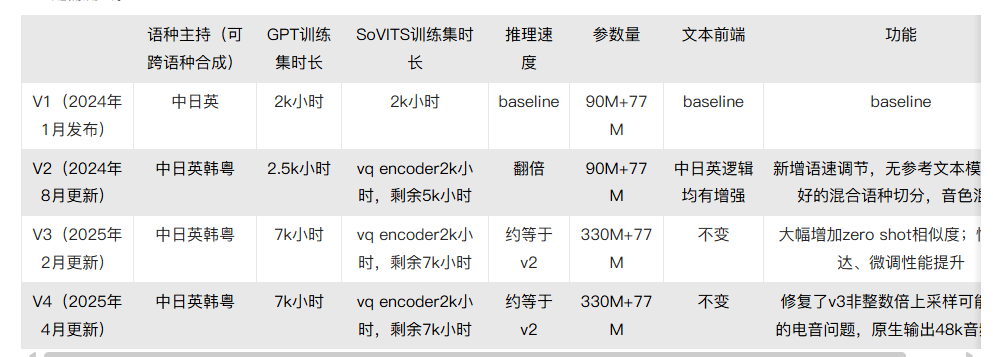 语种主持（可 GPT训练 SoVITS训练集时 推理速 参数量 文本前端 功能
跨语种合成） 集时长 长 度
V1（2024年 中日英 2k小时 2k小时 baseline 90M+77 baseline baseline
1月发布） M
V2（2024年 中日英韩粤 2.5k小时 vq encoder2k小 翻倍 90M+77 中日英逻辑 新增语速调节，无参考文本模
8月更新） 时，剩余5k小时 M 均有增强 好的混合语种切分，音色
V3（2025年 中日英韩粤 7k小时 vq encoder2k小 约等于 330M+77 不变 大幅增加zero shot相似度；
2月更新） 时，剩余7k小时 v2 M 达、微调性能提升
V4（2025年 中日英韩粤 7k小时 vq encoder2k小 约等于 330M+77 不变 修复了v3非整数倍上采样可能
4月更新） 时，剩余7k小时 v2 M 的电音问题，原生输出48k音